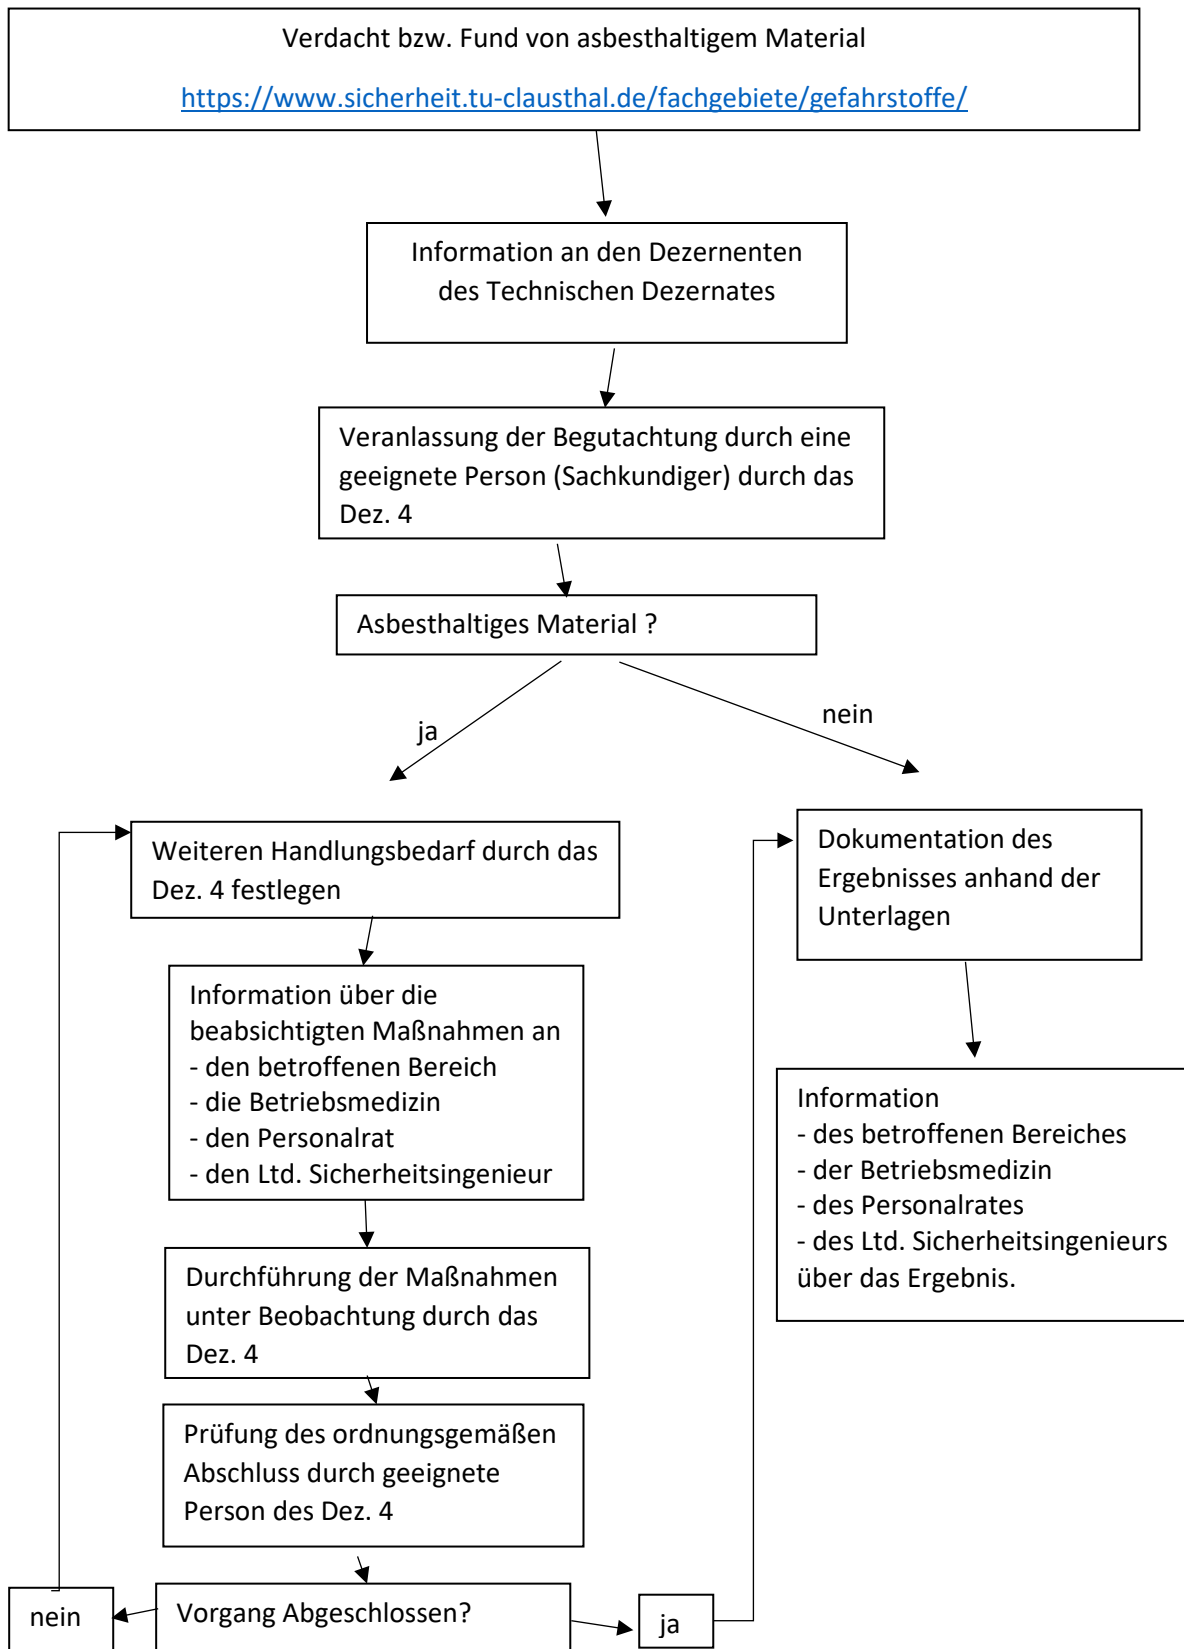 Verdacht bzw. Fund von asbesthaltigem Material
https://www.sicherheit.tu-clausthal.de/fachgebiete/gefahrstoffe/
Information an den Dezernenten
des Technischen Dezernates
Veranlassung der Begutachtung durch eine
geeignete Person (Sachkundiger) durch das
Dez. 4
Asbesthaltiges Material ?
ja
nein
Weiteren Handlungsbedarf durch das
Dez. 4 festlegen
Information über die
beabsichtigten Maßnahmen an
- den betroffenen Bereich
- die Betriebsmedizin
- den Personalrat
- den Ltd. Sicherheitsingenieur
Durchführung der Maßnahmen
unter Beobachtung durch das
Dez. 4
Prüfung des ordnungsgemäßen
Abschluss durch geeignete
Person des Dez. 4
Vorgang Abgeschlossen?
nein
ja
Dokumentation des
Ergebnisses anhand der
Unterlagen
Information
- des betroffenen Bereiches
- der Betriebsmedizin
- des Personalrates
- des Ltd. Sicherheitsingenieurs
über das Ergebnis.